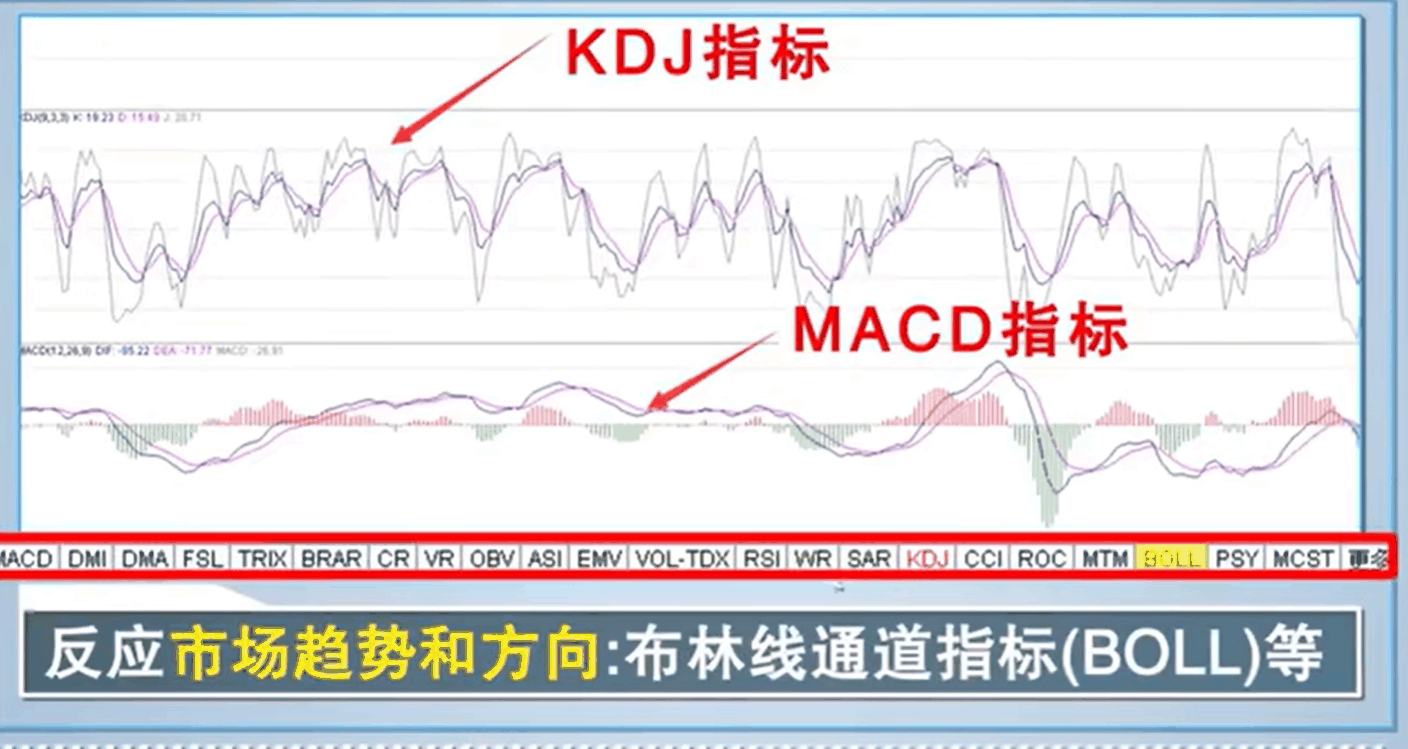 KDJ指标
KDJ(9,3,3) K: 19.23 D: 15.49 J: 26.71
MACD指标
MACD(12,26,9) DIF: -85.22 DEA: -71.77 MACD: -26.91
MACD DMI DMA FSL TRIX BRAR CR VR OBV ASI EMV VOL-TDX RSI WR SAR KDJ CCI ROC MTM BOLL PSY MCST 更多
反应市场趋势和方向:布林线通道指标(BOLL)等